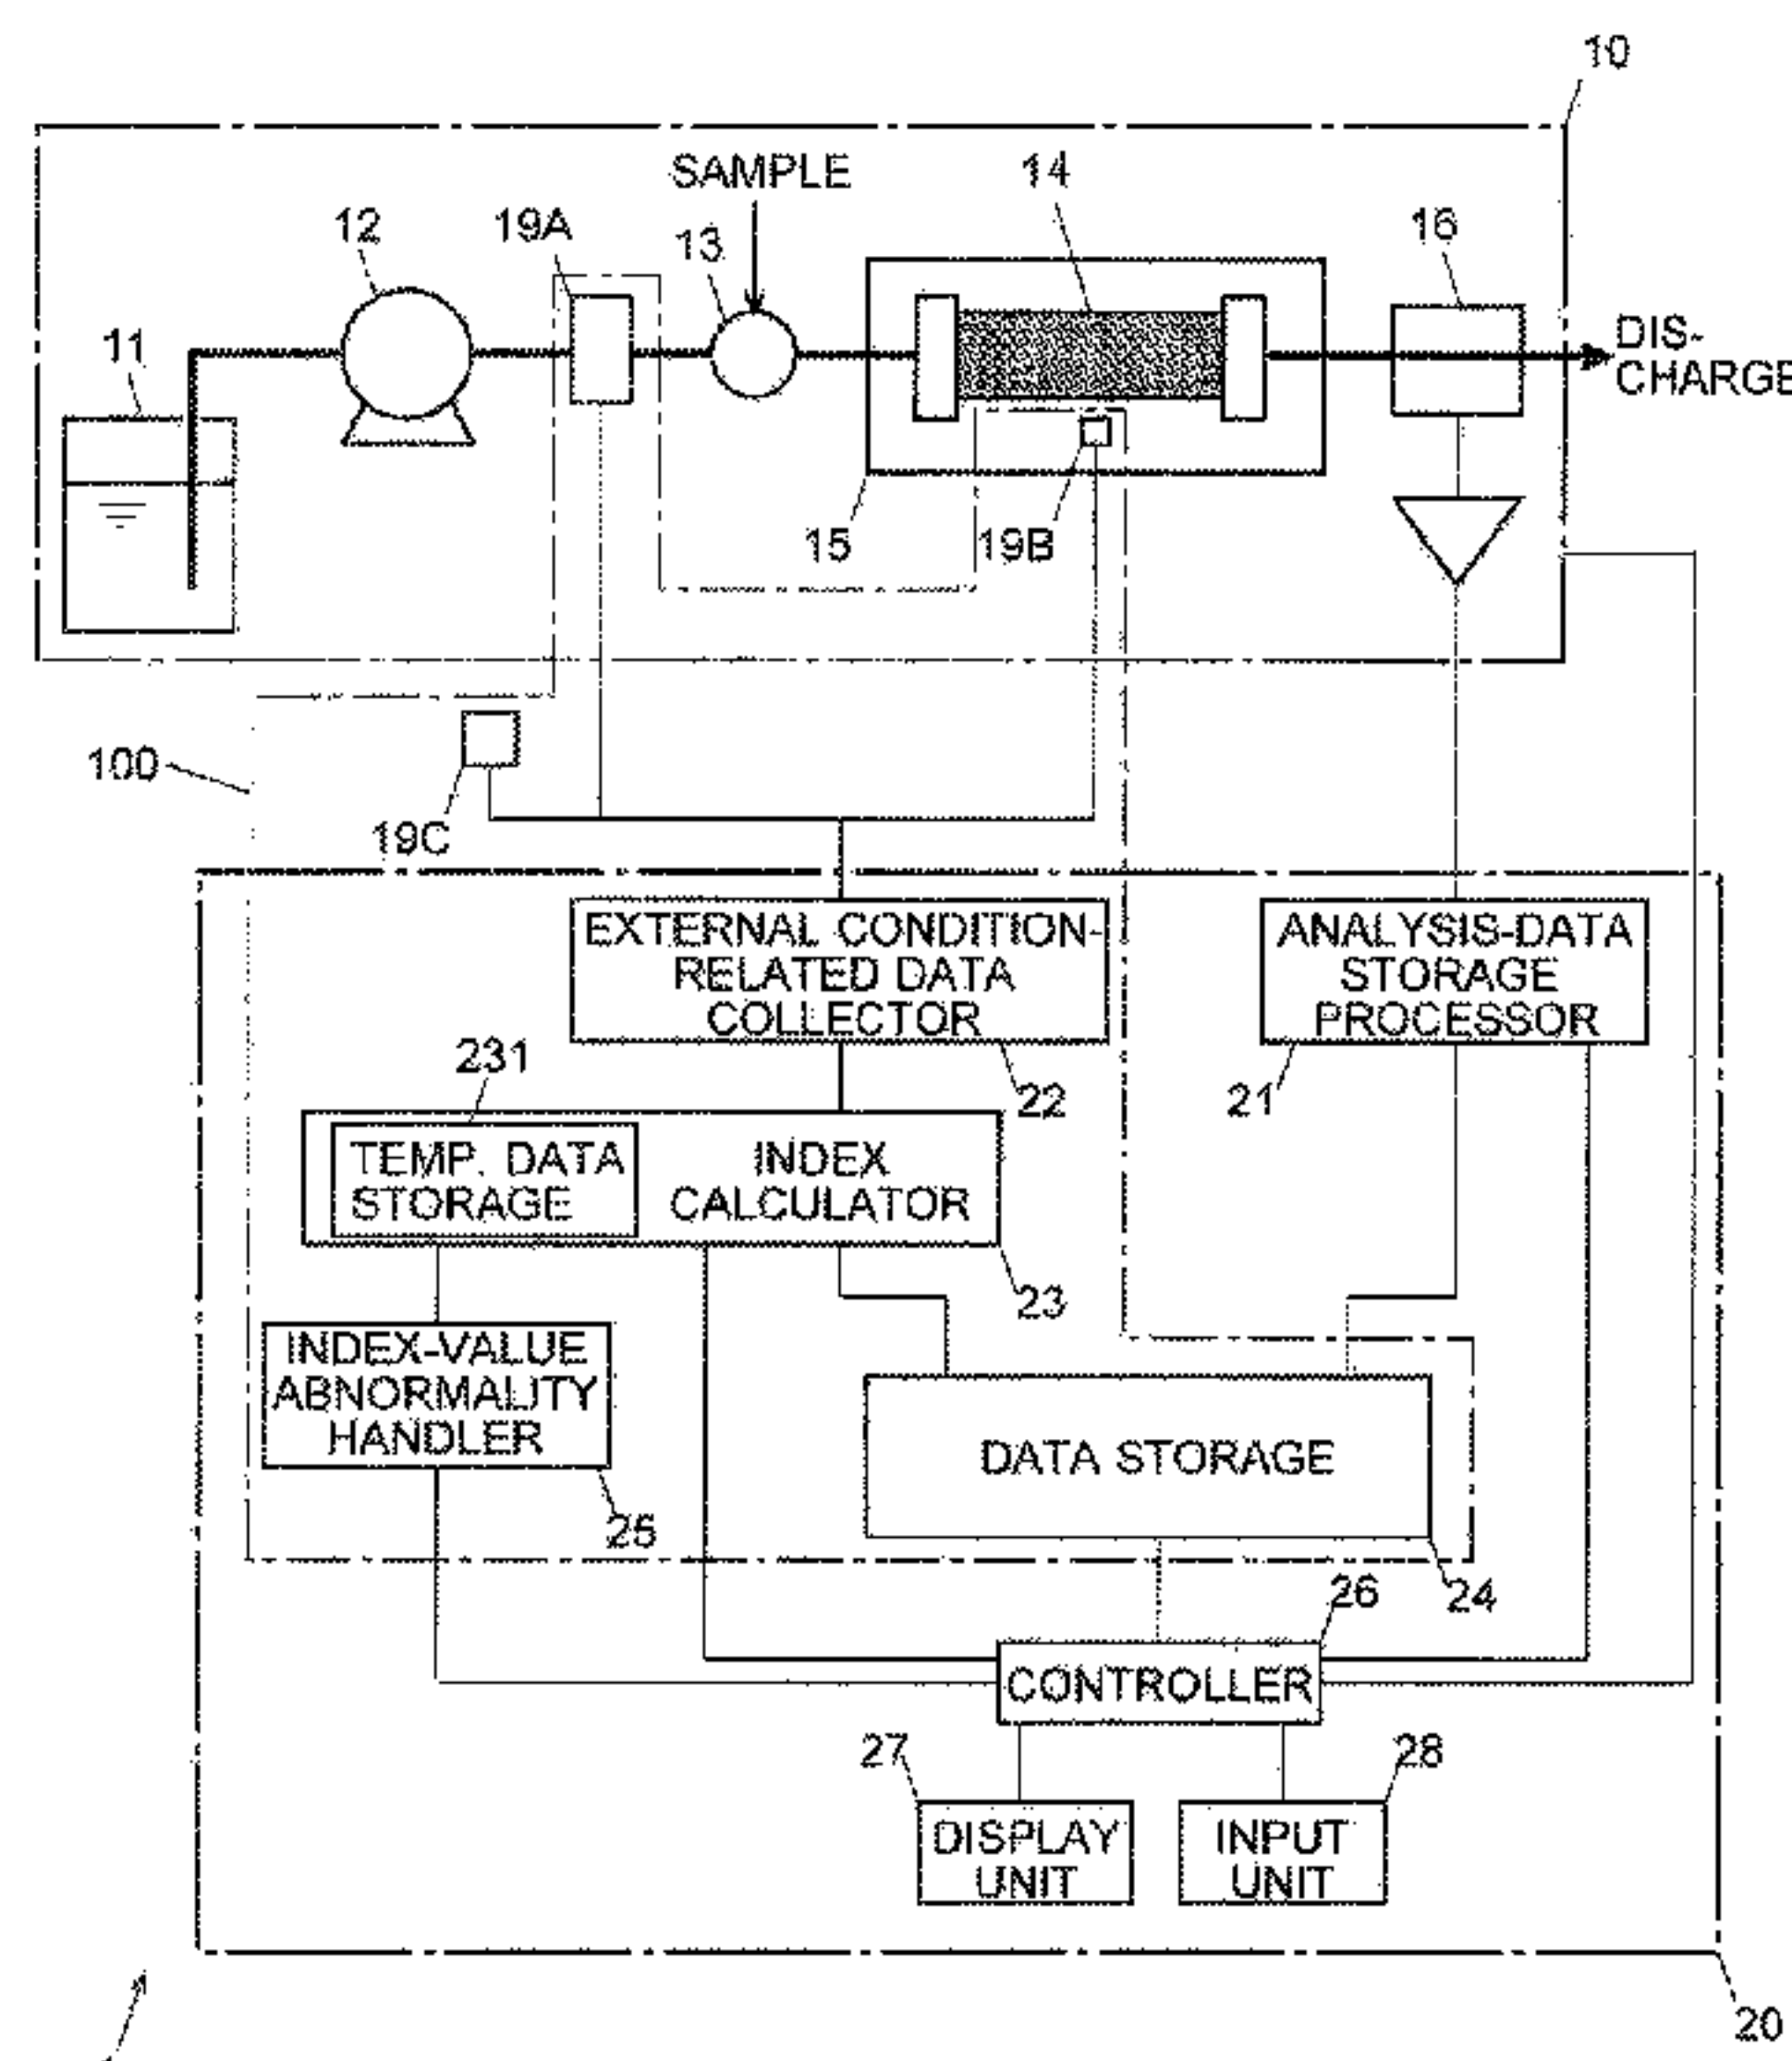 10
SAMPLE
14
12
19A
13
16
11
DIS-
CHARGE
15
19B
100
19C
EXTERNAL CONDITION-
RELATED DATA
COLLECTOR
ANALYSIS-DATA
STORAGE
PROCESSOR
231
22
21
TEMP. DATA
STORAGE
INDEX
CALCULATOR
23
INDEX-VALUE
ABNORMALITY
HANDLER
DATA STORAGE
25
24
26
CONTROLLER
27
28
DISPLAY
UNIT
INPUT
UNIT
20